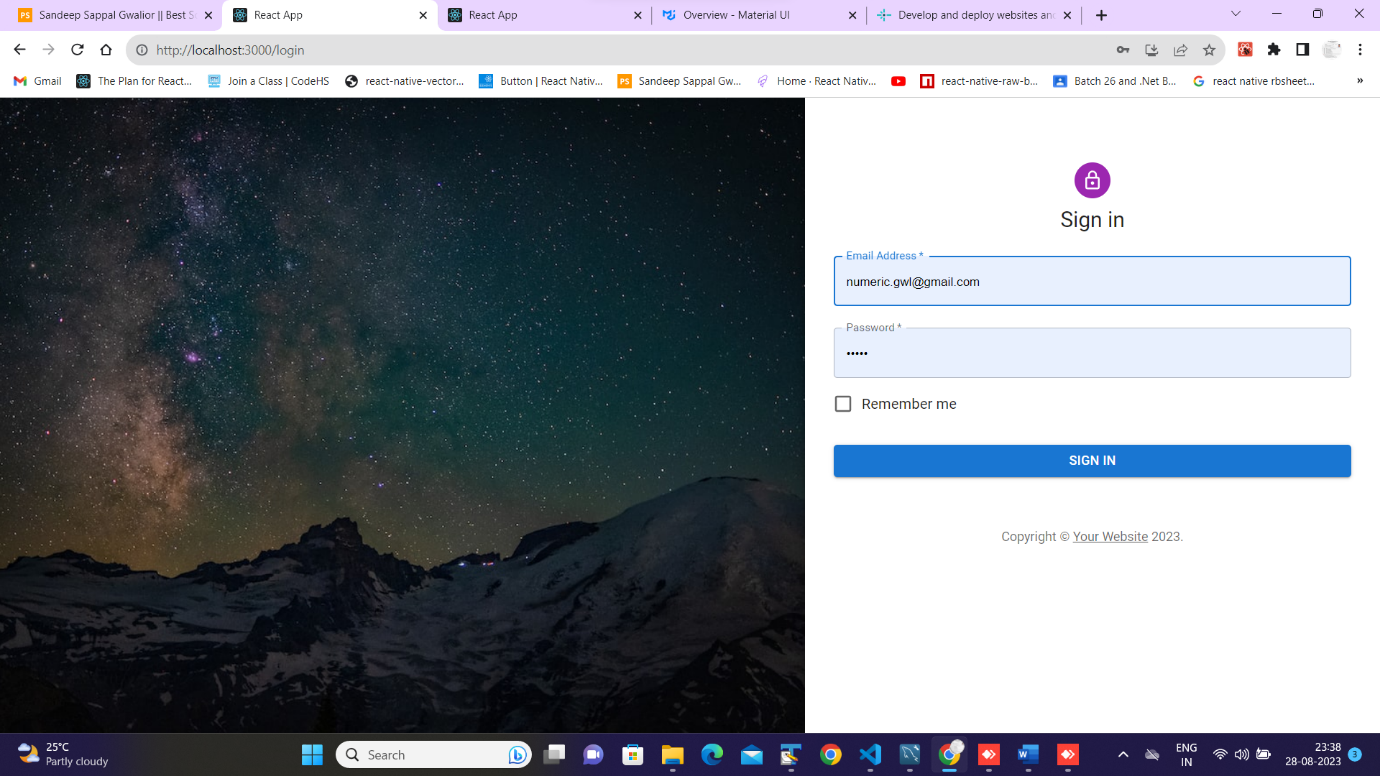 PS Sandeep Sappal Gwalior || Best S
React App
React App
Overview - Material UI
Develop and deploy websites an
http://localhost:3000/login
Gmail
The Plan for React...
Join a Class | CodeHS
react-native-vector...
Button | React Nativ...
PS Sandeep Sappal Gw...
Home · React Nativ...
react-native-raw-b...
Batch 26 and .Net B...
react native rbsheet...
»
Sign in
Email Address *
numeric.gwl@gmail.com
Password *
•••••
Remember me
SIGN IN
Copyright © Your Website 2023.
25°C
Partly cloudy
Search
ENG
IN
23:38
28-08-2023
3